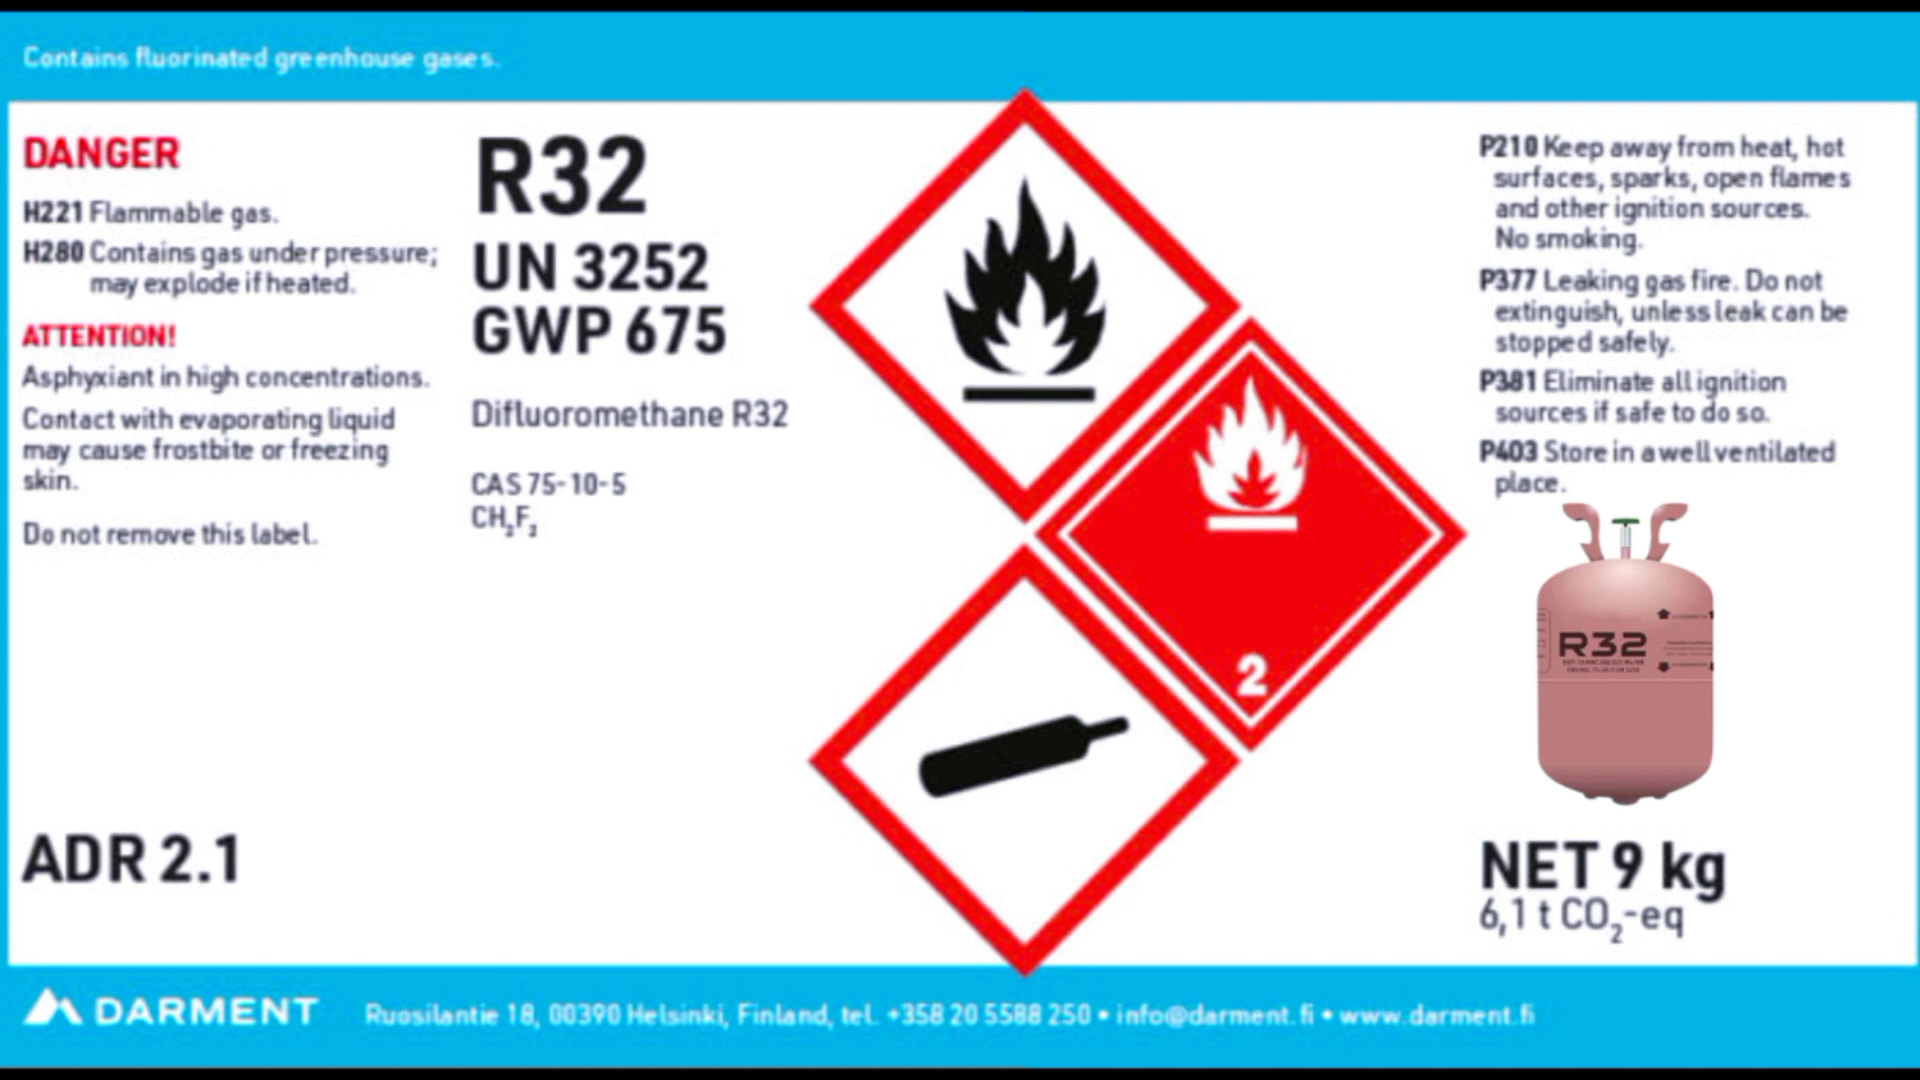 Contains fluorinated greenhouse gases.
DANGER
H221 Flammable gas.
H280 Contains gas under pressure;
may explode if heated.
ATTENTION!
Asphyxiant in high concentrations.
Contact with evaporating liquid
may cause frostbite or freezing
skin.
Do not remove this label.
ADR 2.1
R32
UN 3252
GWP 675
Difluoromethane R32
CAS 75-10-5
CH₂F₂
2
P210 Keep away from heat, hot
surfaces, sparks, open flames
and other ignition sources.
No smoking.
P377 Leaking gas fire. Do not
extinguish, unless leak can be
stopped safely.
P381 Eliminate all ignition
sources if safe to do so.
P403 Store in a well ventilated
place.
R32
NET 9 kg
6,1 t CO₂-eq
DARMENT
Ruosilantie 18, 00390 Helsinki, Finland, tel. +358 20 5588 250 • info@darment.fi • www.darment.fi